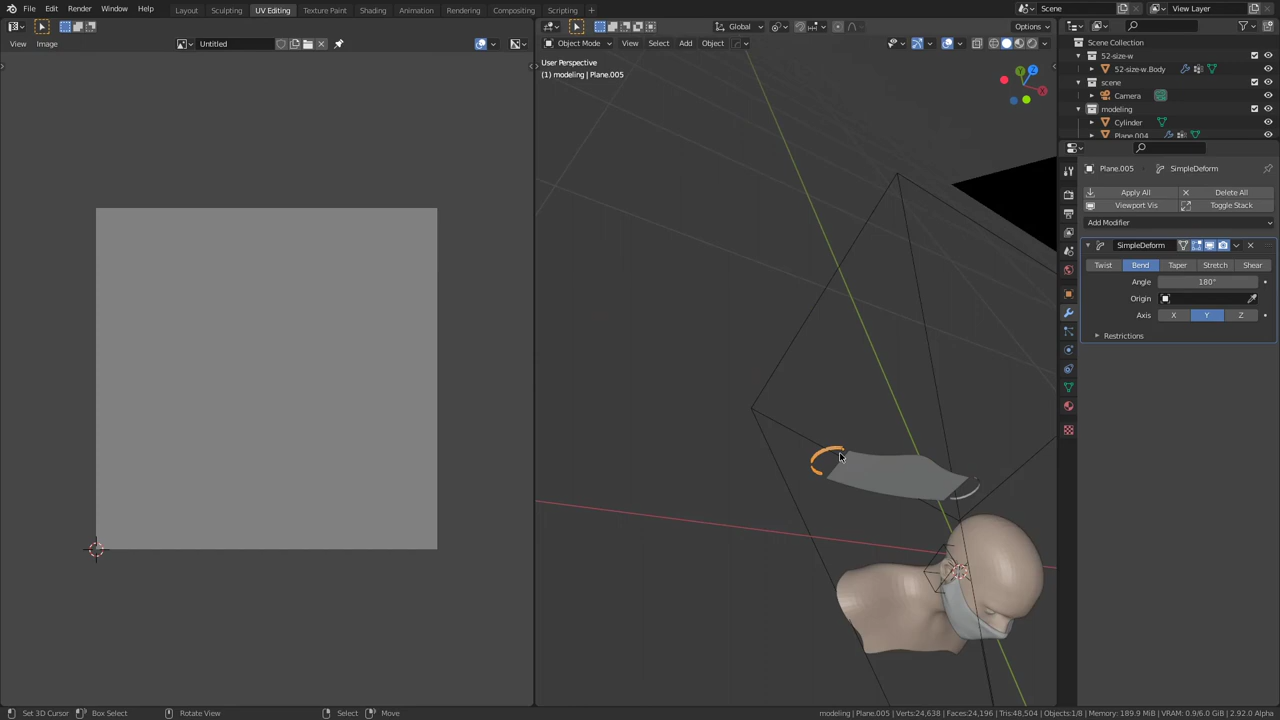 File Edit Render Window Help
Layout Sculpting UV Editing Texture Paint Shading Animation Rendering Compositing Scripting +
Scene
View Layer
Untitled
View Image
Global
Options
Object Mode View Select Add Object
User Perspective
(1) modeling | Plane.005
X
Y
Z
Scene Collection
52-size-w
52-size-w.Body
scene
Camera
modeling
Cylinder
Plane.004
Plane.005 SimpleDeform
Apply All Delete All
Viewport Vis Toggle Stack
Add Modifier
SimpleDeform
Twist Bend Taper Stretch Shear
Angle 180°
Origin
Axis X Y Z
Restrictions
Set 3D Cursor Box Select Rotate View Select Move
modeling | Plane.005 | Verts:24,638 | Faces:24,196 | Tris:48,504 | Objects:1/8 | Memory: 189.9 MiB | VRAM: 0.9/6.0 GiB | 2.92.0 Alpha